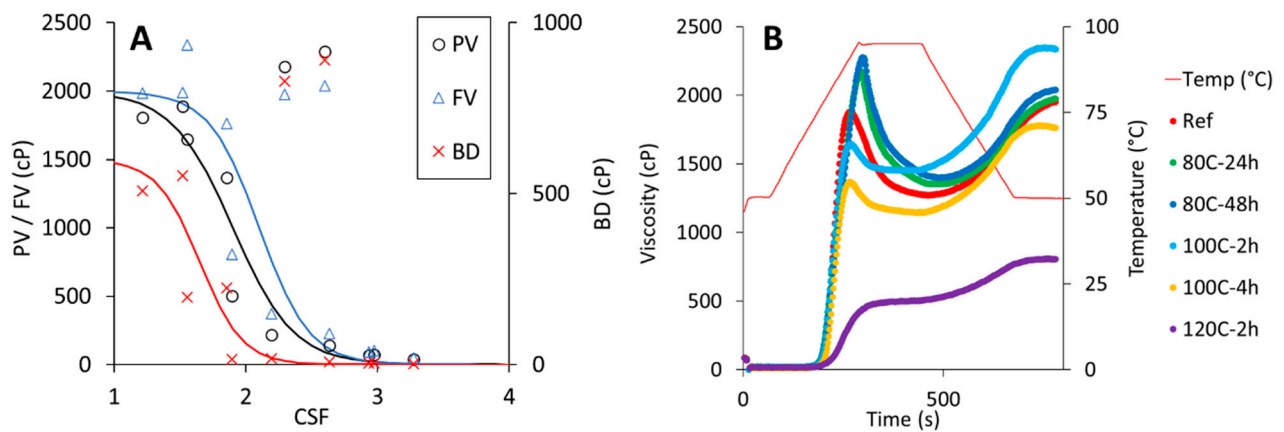 A
2500
2000
1500
1000
500
0
PV / FV (cP)
1
2
3
4
CSF
1000
500
0
BD (cP)
PV
FV
BD
B
2500
2000
1500
1000
500
0
Viscosity (cP)
0
500
Time (s)
100
75
50
25
0
Temperature (°C)
Temp (°C)
Ref
80C-24h
80C-48h
100C-2h
100C-4h
120C-2h